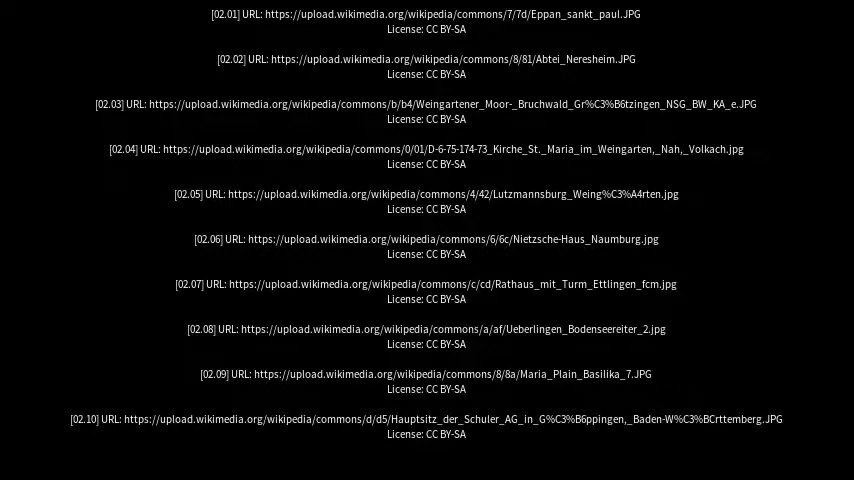 [02.01] URL: https://upload.wikimedia.org/wikipedia/commons/7/7d/Eppan_sankt_paul.JPG
License: CC BY-SA
[02.02] URL: https://upload.wikimedia.org/wikipedia/commons/8/81/Abtei_Neresheim.JPG
License: CC BY-SA
[02.03] URL: https://upload.wikimedia.org/wikipedia/commons/b/b4/Weingartener_Moor-_Bruchwald_Gr%C3%B6tzingen_NSG_BW_KA_e.JPG
License: CC BY-SA
[02.04] URL: https://upload.wikimedia.org/wikipedia/commons/0/01/D-6-75-174-73_Kirche_St._Maria_im_Weingarten,_Nah,_Volkach.jpg
License: CC BY-SA
[02.05] URL: https://upload.wikimedia.org/wikipedia/commons/4/42/Lutzmannsburg_Weing%C3%A4rten.jpg
License: CC BY-SA
[02.06] URL: https://upload.wikimedia.org/wikipedia/commons/6/6c/Nietzsche-Haus_Naumburg.jpg
License: CC BY-SA
[02.07] URL: https://upload.wikimedia.org/wikipedia/commons/c/cd/Rathaus_mit_Turm_Ettlingen_fcm.jpg
License: CC BY-SA
[02.08] URL: https://upload.wikimedia.org/wikipedia/commons/a/af/Ueberlingen_Bodenseereiter_2.jpg
License: CC BY-SA
[02.09] URL: https://upload.wikimedia.org/wikipedia/commons/8/8a/Maria_Plain_Basilika_7.JPG
License: CC BY-SA
[02.10] URL: https://upload.wikimedia.org/wikipedia/commons/d/d5/Hauptsitz_der_Schuler_AG_in_G%C3%B6ppingen,_Baden-W%C3%BCrttemberg.JPG
License: CC BY-SA